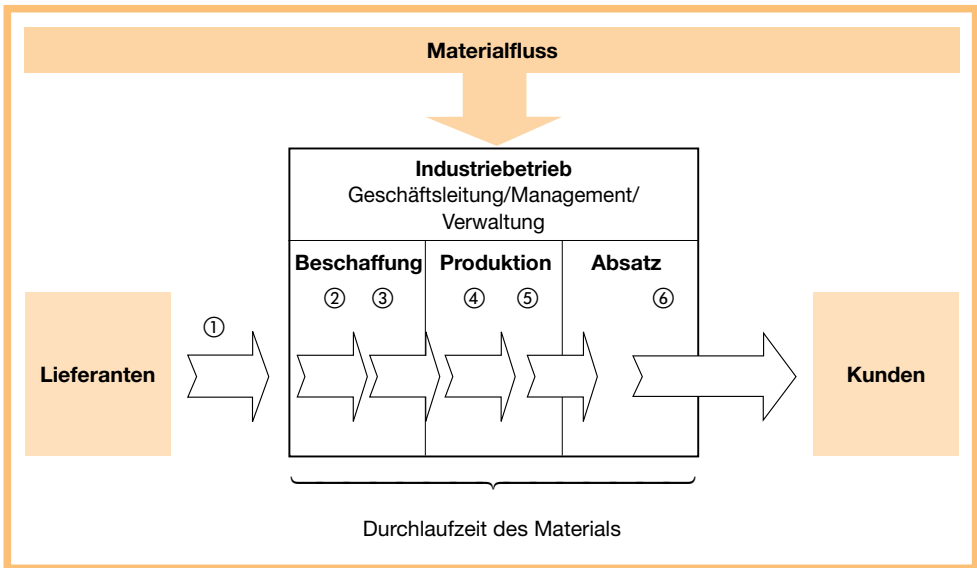 Materialfluss
Industriebetrieb
Geschäftsleitung/Management/
Verwaltung
Beschaffung
Produktion
Absatz
② ③
④ ⑤
⑥
①
Lieferanten
Kunden
Durchlaufzeit des Materials